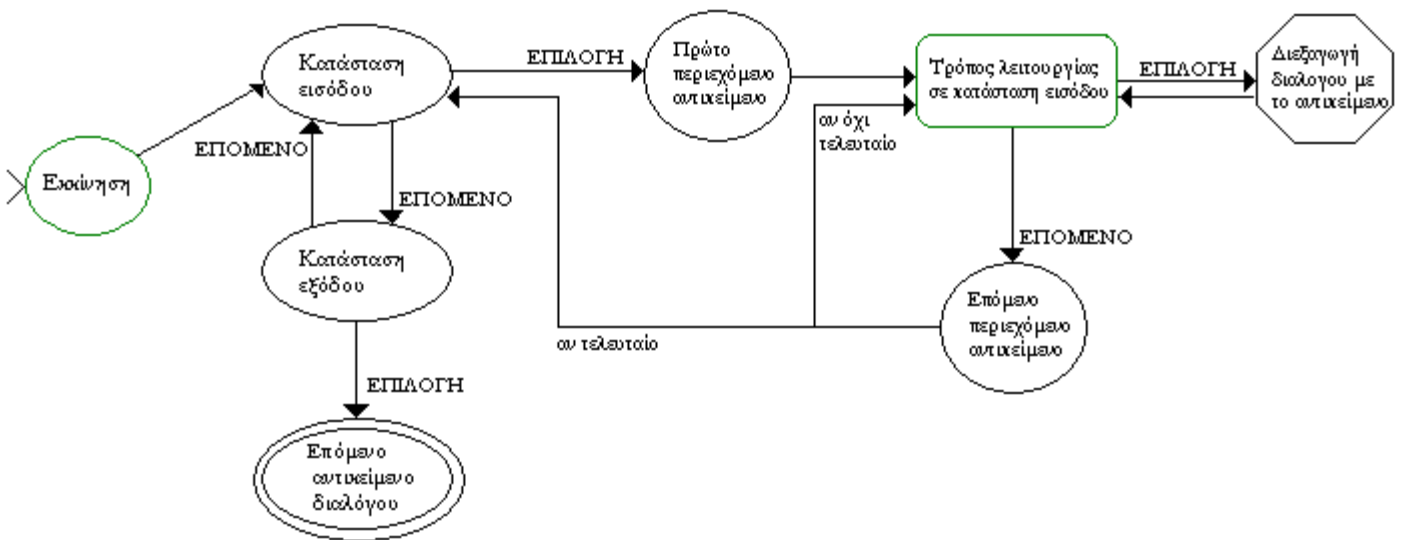 Εκκίνηση
Κατάσταση
εισόδου
ΕΠΙΛΟΓΗ
Πρώτο
περιεχόμενο
αντικείμενο
Τρόπος λειτουργίας
σε κατάσταση εισόδου
ΕΠΙΛΟΓΗ
Διεξαγωγή
διαλογου με
το αντικείμενο
ΕΠΟΜΕΝΟ
ΕΠΟΜΕΝΟ
αν όχι
τελευταίο
ΕΠΟΜΕΝΟ
Κατάσταση
εξόδου
Επόμενο
περιεχόμενο
αντικείμενο
αν τελευταίο
ΕΠΙΛΟΓΗ
Επόμενο
αντικείμενο
διαλόγου